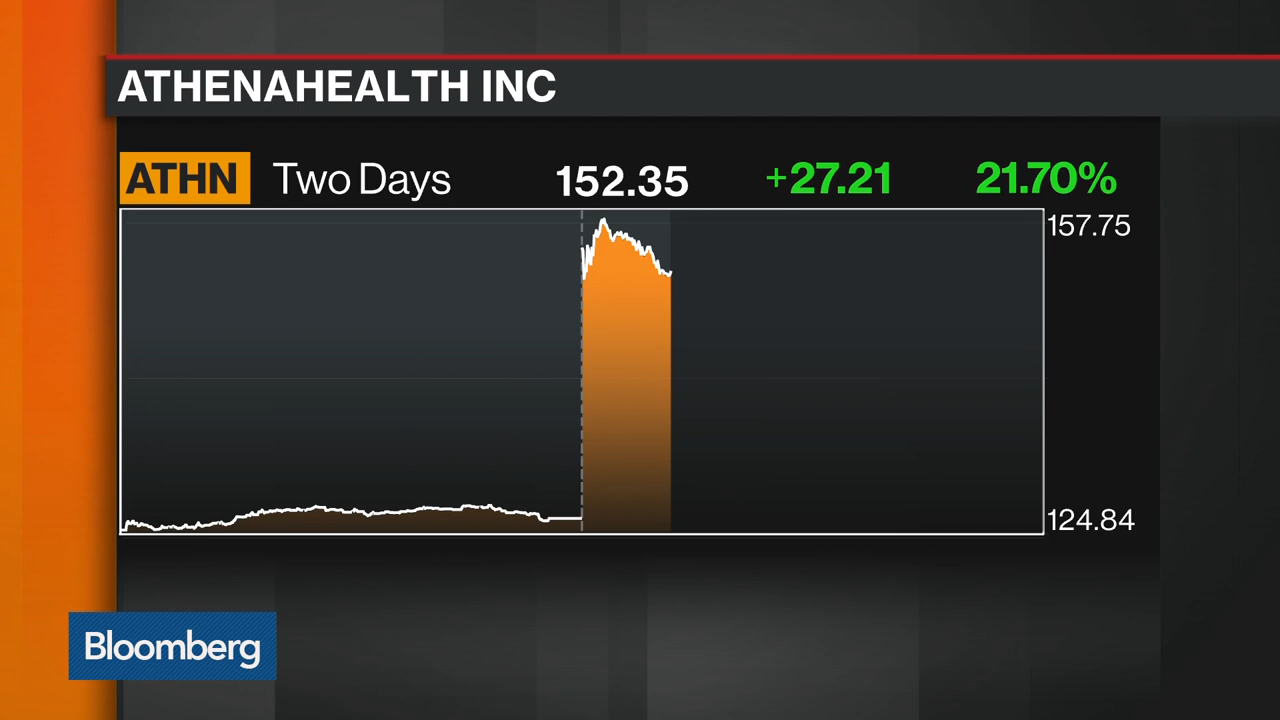 ATHENAHEALTH INC
ATHN Two Days 152.35 +27.21 21.70%
157.75
124.84
Bloomberg